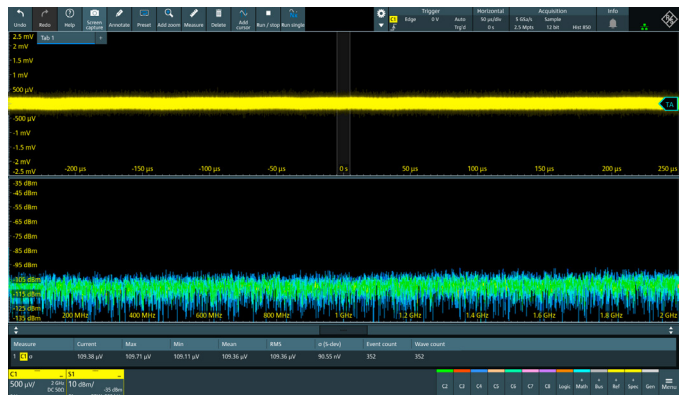 Undo Redo Help Screen capture Annotate Preset Add zoom Measure Delete Add cursor Run / stop Run single
Trigger Horizontal Acquisition Info
C1 Edge 0 V Auto 50 µs/div 5 GSa/s Sample
Trg'd 0 s 2.5 Mpts 12 bit Hist 850
2.5 mV Tab 1 +
2 mV
1.5 mV
1 mV
500 µV
TA
-500 µV
-1 mV
-1.5 mV
-2 mV
-2.5 mV -200 µs -150 µs -100 µs -50 µs 0 s 50 µs 100 µs 150 µs 200 µs 250 µs
-35 dBm
-45 dBm
-55 dBm
-65 dBm
-75 dBm
-85 dBm
-95 dBm
-105 dBm
-115 dBm
-125 dBm
-135 dBm 200 MHz 400 MHz 600 MHz 800 MHz 1 GHz 1.2 GHz 1.4 GHz 1.6 GHz 1.8 GHz 2 GHz
Measure Current Max Min Mean RMS σ (S-dev) Event count Wave count
1 C1 σ 109.38 µV 109.71 µV 109.11 µV 109.36 µV 109.36 µV 90.55 nV 352 352
C1 S1
500 µV/ 2 GHz DC 50Ω 10 dBm/ -35 dBm
C2 C3 C4 C5 C6 C7 C8 Logic Math Bus Ref Spec Gen Menu